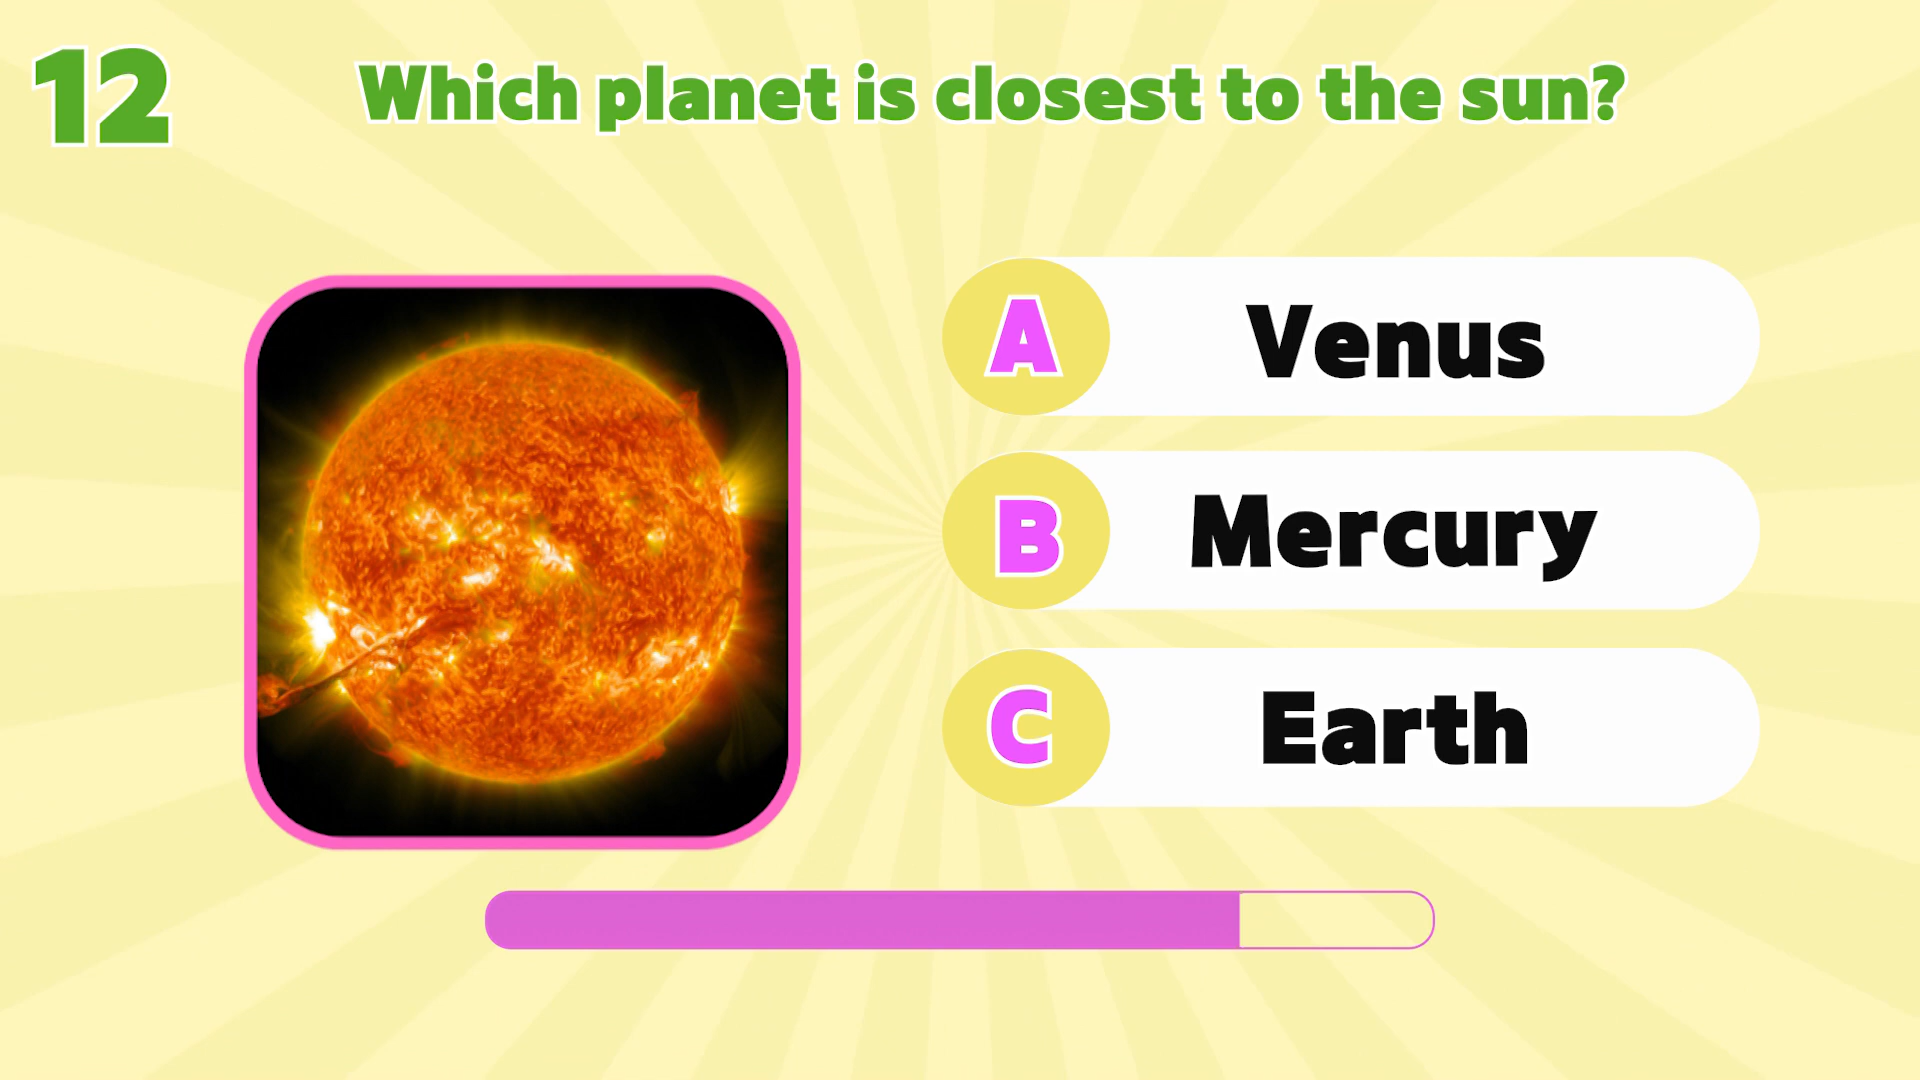 12
Which planet is closest to the sun?
A Venus
B Mercury
C Earth